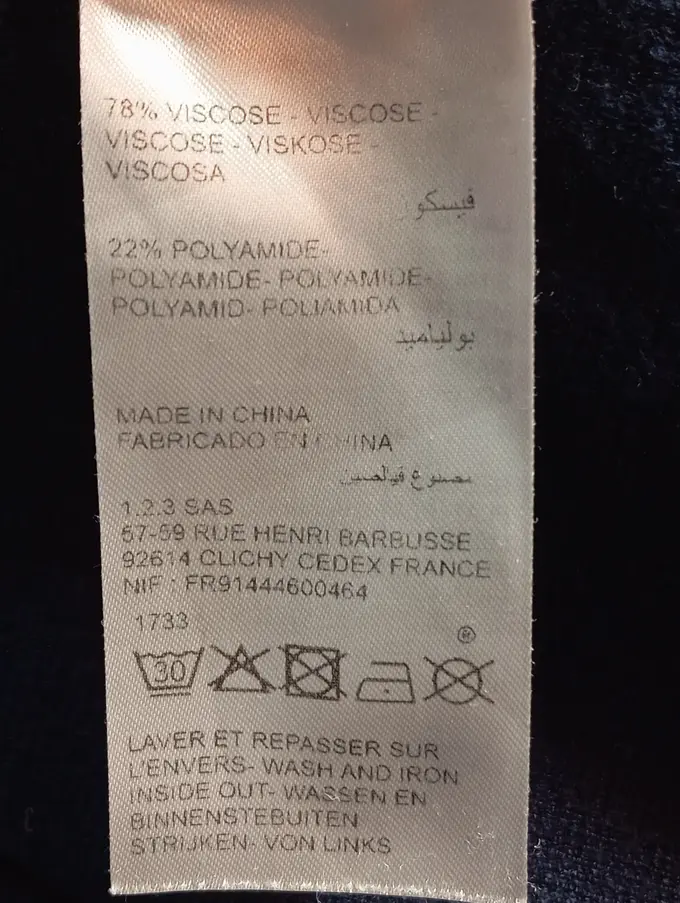 78% VISCOSE - VISCOSE -
VISCOSE - VISKOSE -
VISCOSA
فيسكو
22% POLYAMIDE-
POLYAMIDE- POLYAMIDE-
POLYAMID- POLIAMIDA
بولياميد
MADE IN CHINA
FABRICADO EN CHINA
مصنوع فيالصين
1.2.3 SAS
57-59 RUE HENRI BARBUSSE
92614 CLICHY CEDEX FRANCE
NIF : FR91444600464
1733
®
30
LAVER ET REPASSER SUR
L'ENVERS- WASH AND IRON
INSIDE OUT- WASSEN EN
BINNENSTEBUITEN
STRIJKEN- VON LINKS